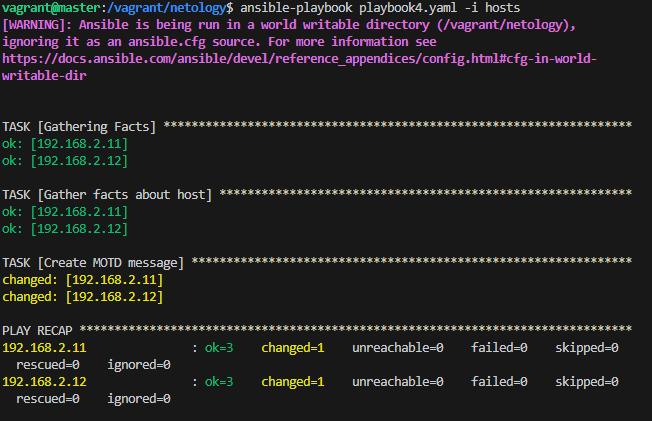 vagrant@master:/vagrant/netology$ ansible-playbook playbook4.yaml -i hosts
[WARNING]: Ansible is being run in a world writable directory (/vagrant/netology),
ignoring it as an ansible.cfg source. For more information see
https://docs.ansible.com/ansible/devel/reference_appendices/config.html#cfg-in-world-
writable-dir
TASK [Gathering Facts] *******************************************************************
ok: [192.168.2.11]
ok: [192.168.2.12]
TASK [Gather facts about host] ***********************************************************
ok: [192.168.2.11]
ok: [192.168.2.12]
TASK [Create MOTD message] ***************************************************************
changed: [192.168.2.11]
changed: [192.168.2.12]
PLAY RECAP *******************************************************************************
192.168.2.11               : ok=3    changed=1    unreachable=0    failed=0    skipped=0
  rescued=0    ignored=0
192.168.2.12               : ok=3    changed=1    unreachable=0    failed=0    skipped=0
  rescued=0    ignored=0